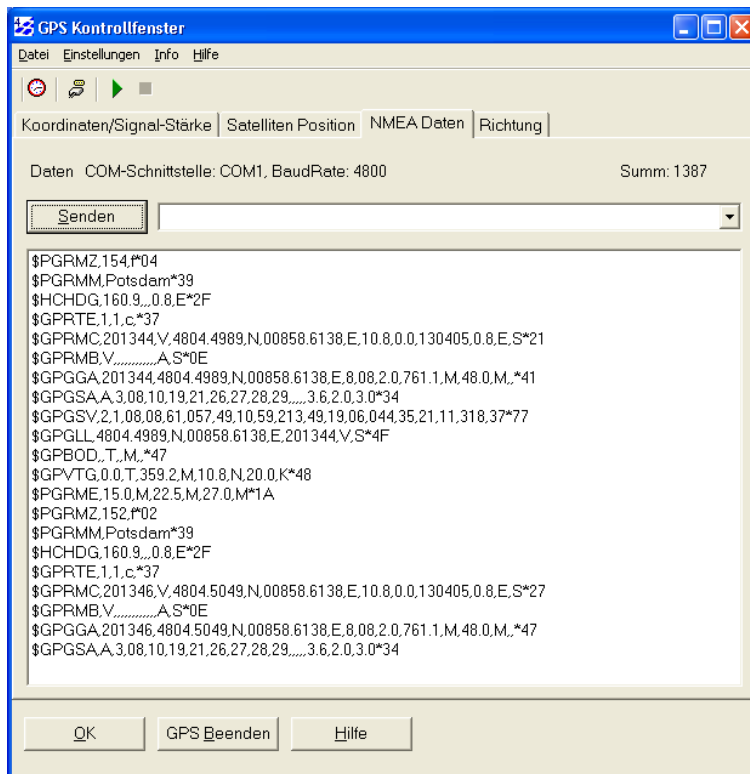 GPS Kontrollfenster
Datei Einstellungen Info Hilfe
Koordinaten/Signal-Stärke Satelliten Position NMEA Daten Richtung
Daten COM-Schnittstelle: COM1, BaudRate: 4800 Summ: 1387
Senden
$PGRMZ,154,f*04
$PGRMM,Potsdam*39
$HCHDG,160.9,,,0.8,E*2F
$GPRTE,1,1,c,*37
$GPRMC,201344,V,4804.4989,N,00858.6138,E,10.8,0.0,130405,0.8,E,S*21
$GPRMB,V,,,,,,,,,,,,A,S*0E
$GPGGA,201344,4804.4989,N,00858.6138,E,8,08,2.0,761.1,M,48.0,M,,*41
$GPGSA,A,3,08,10,19,21,26,27,28,29,,,,,3.6,2.0,3.0*34
$GPGSV,2,1,08,08,61,057,49,10,59,213,49,19,06,044,35,21,11,318,37*77
$GPGLL,4804.4989,N,00858.6138,E,201344,V,S*4F
$GPBOD,,T,,M,,*47
$GPVTG,0.0,T,359.2,M,10.8,N,20.0,K*48
$PGRME,15.0,M,22.5,M,27.0,M*1A
$PGRMZ,152,f*02
$PGRMM,Potsdam*39
$HCHDG,160.9,,,0.8,E*2F
$GPRTE,1,1,c,*37
$GPRMC,201346,V,4804.5049,N,00858.6138,E,10.8,0.0,130405,0.8,E,S*27
$GPRMB,V,,,,,,,,,,,,A,S*0E
$GPGGA,201346,4804.5049,N,00858.6138,E,8,08,2.0,761.1,M,48.0,M,,*47
$GPGSA,A,3,08,10,19,21,26,27,28,29,,,,,3.6,2.0,3.0*34
OK GPS Beenden Hilfe